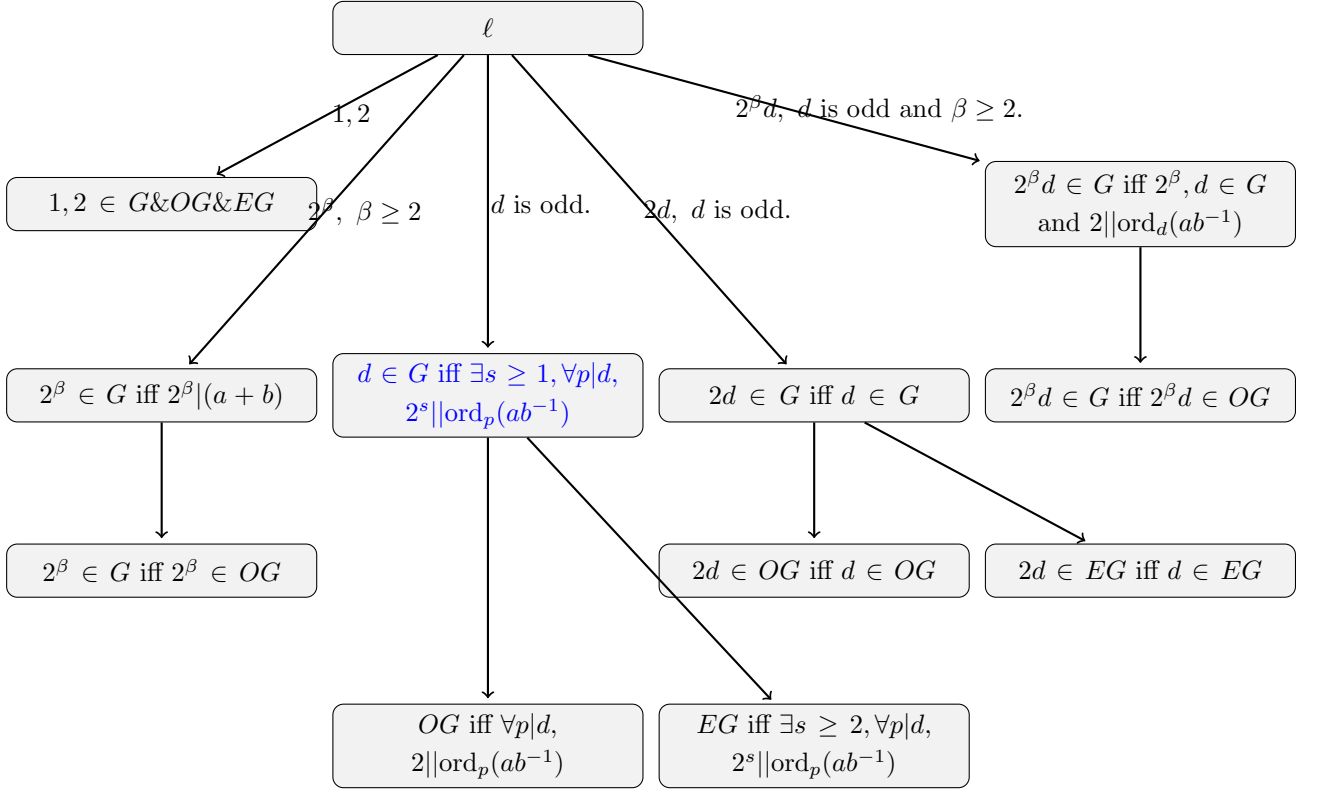 ℓ
1, 2
2^β d, d is odd and β ≥ 2.
1, 2 ∈ G&OG&EG
2^β, β ≥ 2
d is odd.
2d, d is odd.
2^β d ∈ G iff 2^β, d ∈ G
and 2||ord_d(ab^{-1})
2^β ∈ G iff 2^β|(a + b)
d ∈ G iff ∃s ≥ 1, ∀p|d,
2^s||ord_p(ab^{-1})
2d ∈ G iff d ∈ G
2^β d ∈ G iff 2^β d ∈ OG
2^β ∈ G iff 2^β ∈ OG
2d ∈ OG iff d ∈ OG
2d ∈ EG iff d ∈ EG
OG iff ∀p|d,
2||ord_p(ab^{-1})
EG iff ∃s ≥ 2, ∀p|d,
2^s||ord_p(ab^{-1})